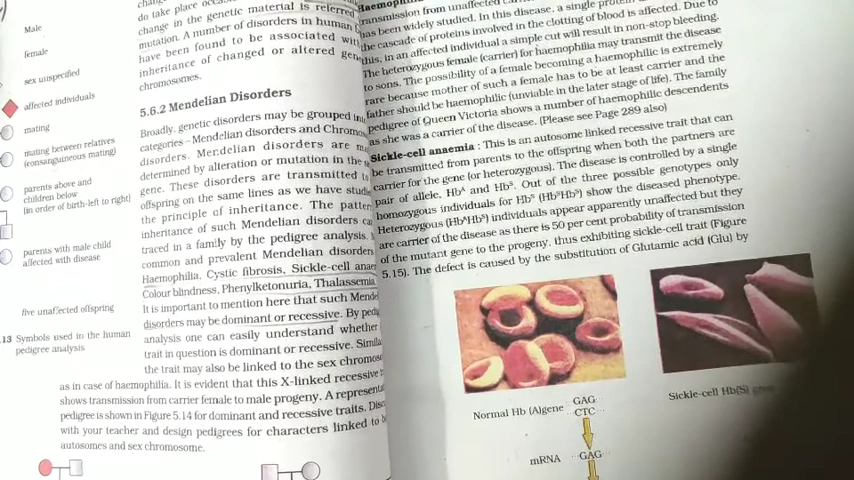 Male
female
sex unspecified
affected individuals
mating
mating between relatives
(consanguineous mating)
parents above and
children below
(in order of birth-left to right)
parents with male child
affected with disease
five unaffected offspring
.13 Symbols used in the human
pedigree analysis
do take place
change in the genetic material is referred
mutation. A number of disorders in human
have been found to be associated with
inheritance of changed or altered
chromosomes.
5.6.2 Mendelian Disorders
Broadly, genetic disorders may be grouped
categories – Mendelian disorders and
disorders. Mendelian disorders are
determined by alteration or mutation in the
gene. These disorders are transmitted
offspring on the same lines as we have
the principle of inheritance. The
inheritance of such Mendelian disorders
traced in a family by the pedigree analysis.
common and prevalent Mendelian disorders
Haemophilia, Cystic fibrosis, Sickle-cell
Colour blindness, Phenylketonuria, Thalassemia
It is important to mention here that such
disorders may be dominant or recessive. By
analysis one can easily understand whether
trait in question is dominant or recessive.
the trait may also be linked to the sex
as in case of haemophilia. It is evident that this X-linked recessive
shows transmission from carrier female to male progeny. A
pedigree is shown in Figure 5.14 for dominant and recessive traits.
with your teacher and design pedigrees for characters linked to
autosomes and sex chromosome.
transmission from unaffected
has been widely studied. In this disease, a single
the cascade of proteins involved in the clotting of blood is affected. Due to
this, in an affected individual a simple cut will result in non-stop bleeding.
The heterozygous female (carrier) for haemophilia may transmit the disease
to sons. The possibility of a female becoming a haemophilic is extremely
rare because mother of such a female has to be at least carrier and the
father should be haemophilic (unviable in the later stage of life). The family
pedigree of Queen Victoria shows a number of haemophilic descendents
as she was a carrier of the disease. (Please see Page 289 also)
Sickle-cell anaemia : This is an autosome linked recessive trait that can
be transmitted from parents to the offspring when both the partners are
carrier for the gene (or heterozygous). The disease is controlled by a single
pair of allele, Hbᴬ and Hbˢ. Out of the three possible genotypes only
homozygous individuals for Hbˢ (HbˢHbˢ) show the diseased phenotype.
Heterozygous (HbᴬHbˢ) individuals appear apparently unaffected but they
are carrier of the disease as there is 50 per cent probability of transmission
of the mutant gene to the progeny, thus exhibiting sickle-cell trait (Figure
5.15). The defect is caused by the substitution of Glutamic acid (Glu) by
Normal Hb (A)gene
GAG
CTC
Sickle-cell Hb(S)
mRNA
GAG